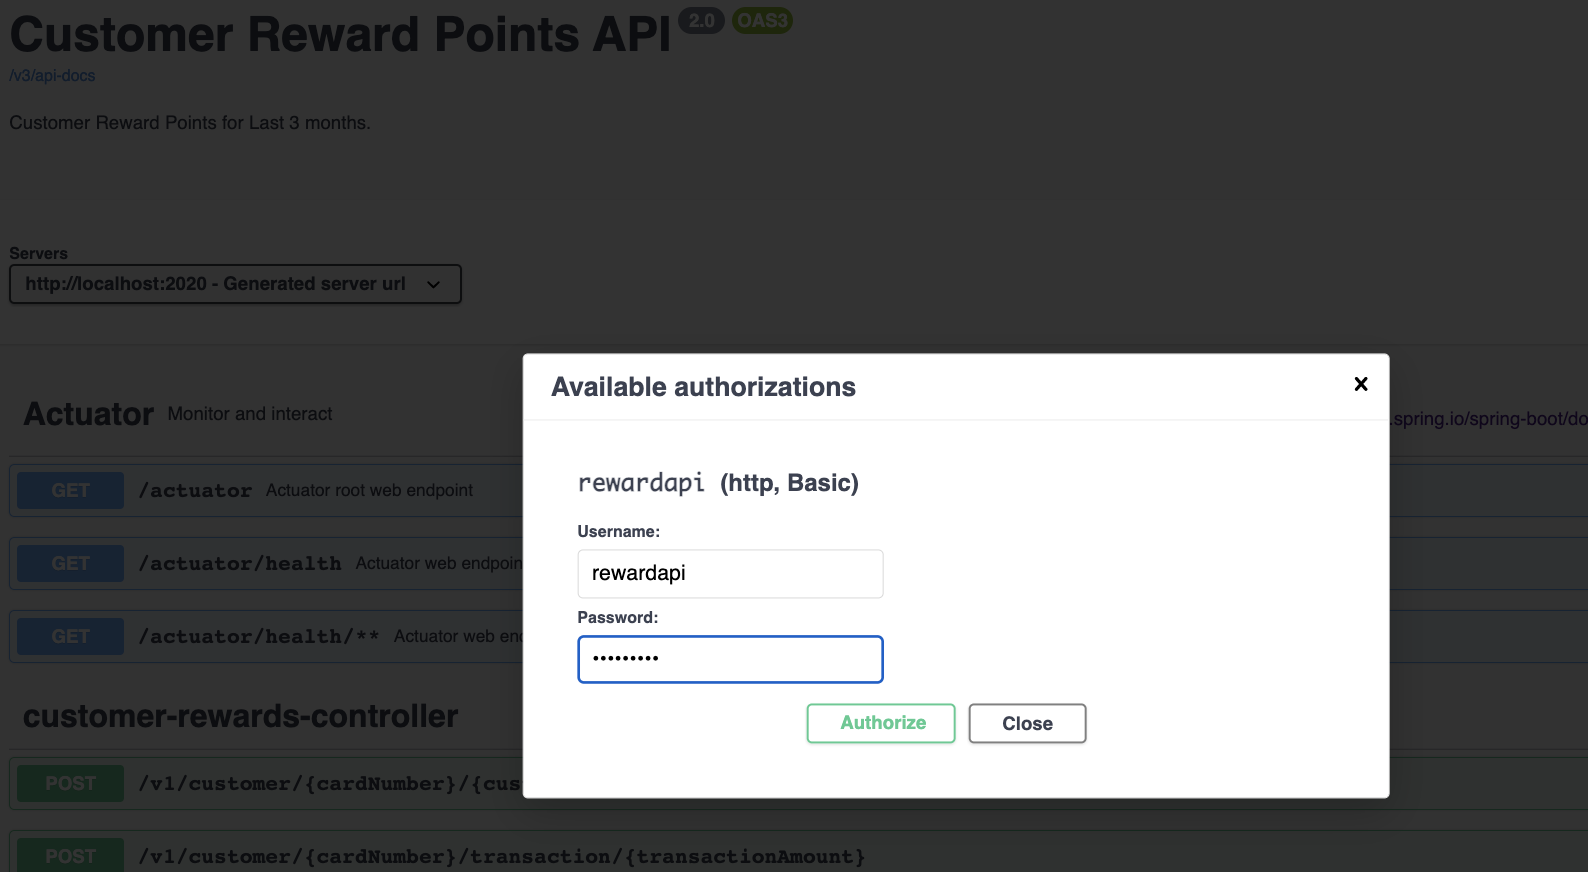 Customer Reward Points API 2.0 OAS3
/v3/api-docs
Customer Reward Points for Last 3 months.
Servers
http://localhost:2020 - Generated server url
Available authorizations
Actuator Monitor and interact
.spring.io/spring-boot/do
rewardapi (http, Basic)
GET /actuator Actuator root web endpoint
Username:
GET /actuator/health Actuator web endpoin
rewardapi
Password:
GET /actuator/health/** Actuator web en
•••••••••
customer-rewards-controller
Authorize Close
POST /v1/customer/{cardNumber}/{cus
POST /v1/customer/{cardNumber}/transaction/{transactionAmount}